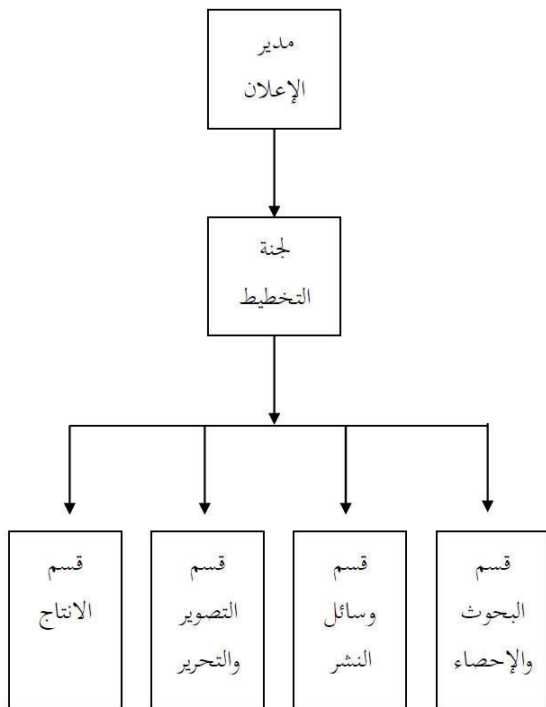 مدير
الإعلان
لجنة
التخطيط
قسم
البحوث
والإحصاء
قسم
وسائل
النشر
قسم
التصوير
والتحرير
قسم
الانتاج